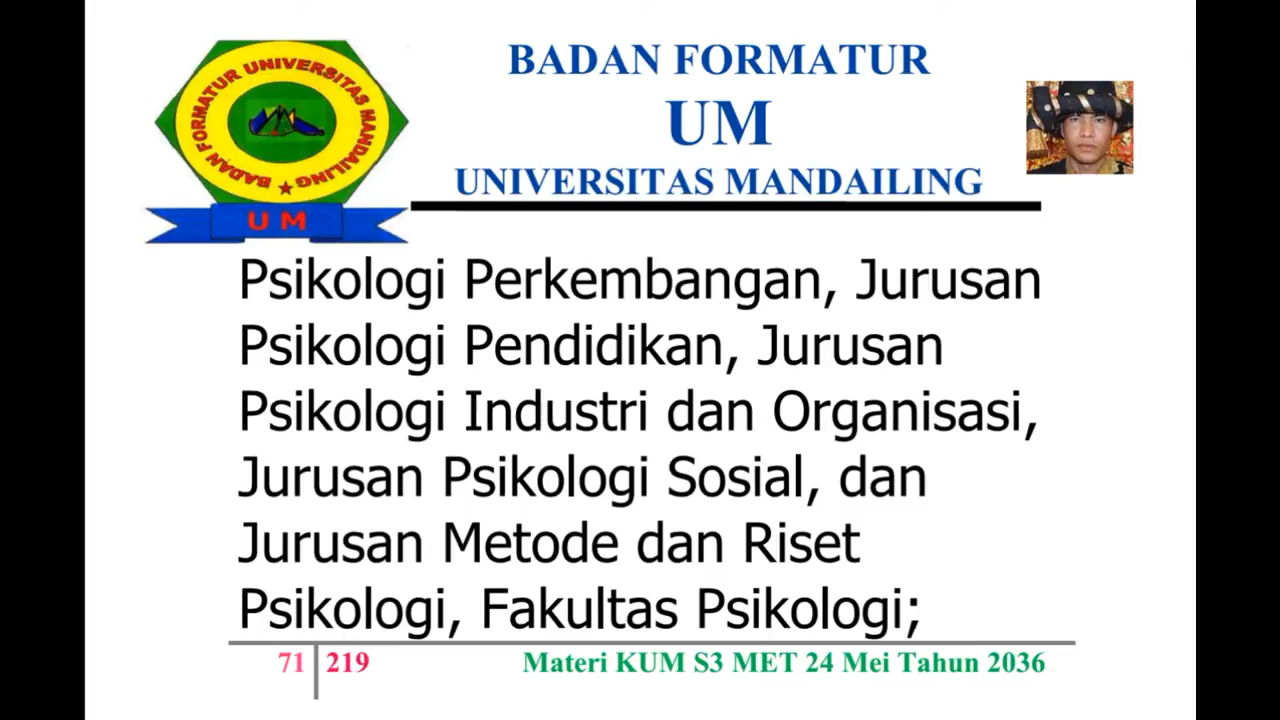 BADAN FORMATUR UNIVERSITAS MANDAILING
U M
BADAN FORMATUR
UM
UNIVERSITAS MANDAILING
Psikologi Perkembangan, Jurusan
Psikologi Pendidikan, Jurusan
Psikologi Industri dan Organisasi,
Jurusan Psikologi Sosial, dan
Jurusan Metode dan Riset
Psikologi, Fakultas Psikologi;
71 219 Materi KUM S3 MET 24 Mei Tahun 2036